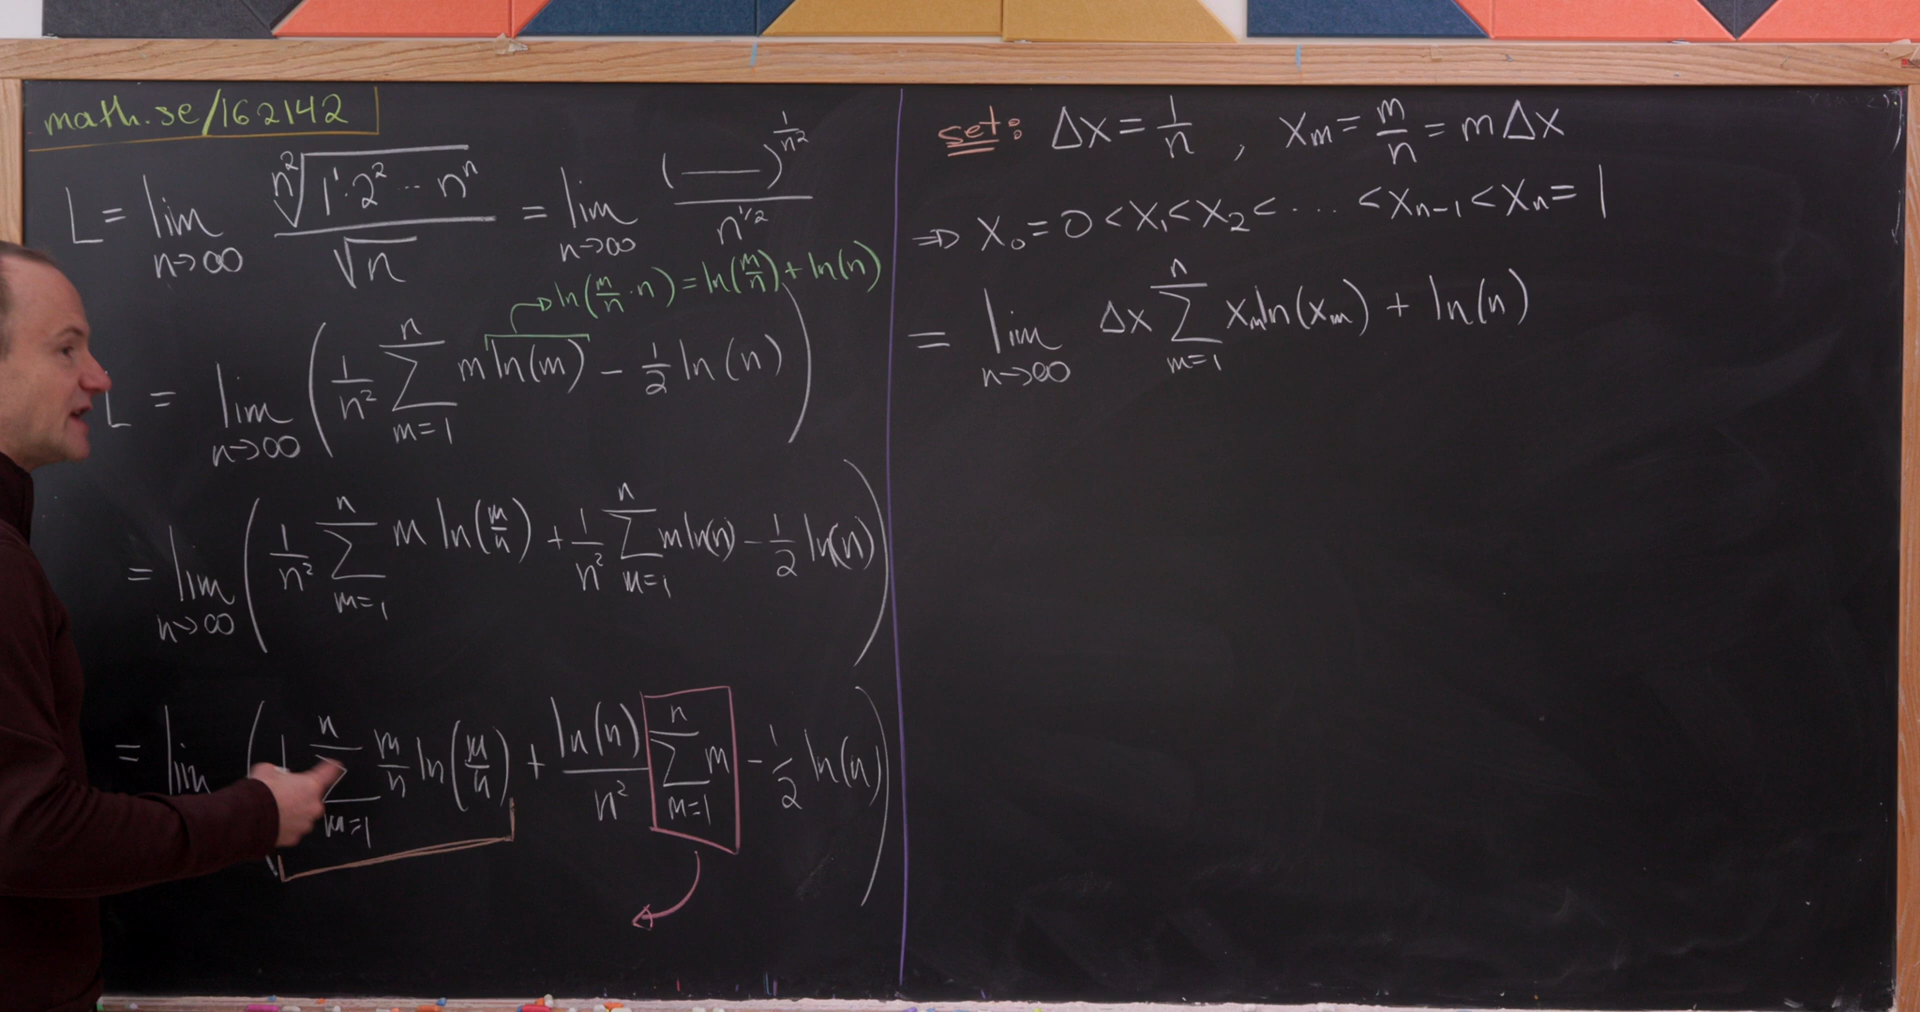 math.se/162142
L = lim n→∞ ⁿ²√(1¹·2²···nⁿ) / √n = lim n→∞ (——)^(1/n²) / n^(1/2)
→ ln(m/n · n) = ln(m/n) + ln(n)
L = lim n→∞ ( 1/n² Σ_{m=1}^{n} m ln(m) − 1/2 ln(n) )
= lim n→∞ ( 1/n² Σ_{m=1}^{n} m ln(m/n) + 1/n² Σ_{m=1}^{n} m ln(n) − 1/2 ln(n) )
= lim ( Σ_{m=1}^{n} m/n ln(m/n) + ln(n)/n² Σ_{m=1}^{n} m − 1/2 ln(n) )
set: Δx = 1/n , x_m = m/n = mΔx
⇒ x₀ = 0 < x₁ < x₂ < ... < x_{n-1} < x_n = 1
= lim n→∞ Δx Σ_{m=1}^{n} x_m ln(x_m) + ln(n)